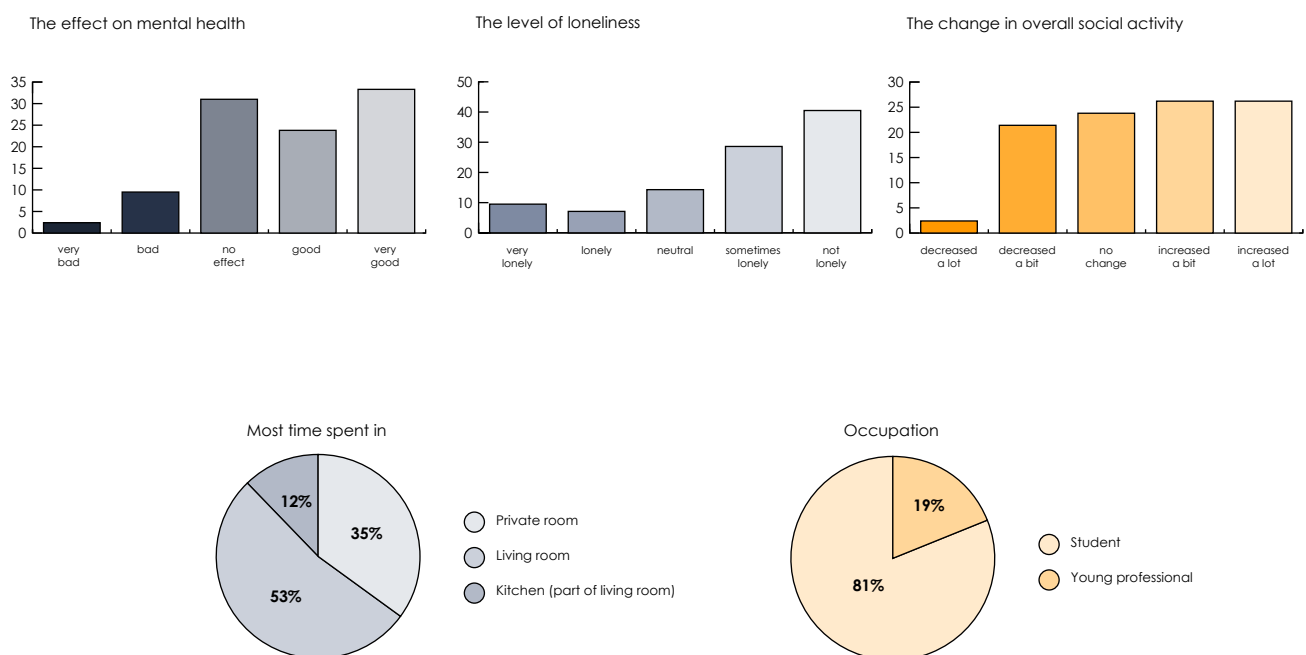 The effect on mental health
The level of loneliness
The change in overall social activity
35
30
25
20
15
10
5
0
very
bad
bad
no
effect
good
very
good
50
40
30
20
10
0
very
lonely
lonely
neutral
sometimes
lonely
not
lonely
30
25
20
15
10
5
0
decreased
a lot
decreased
a bit
no
change
increased
a bit
increased
a lot
Most time spent in
12%
35%
53%
Private room
Living room
Kitchen (part of living room)
Occupation
19%
81%
Student
Young professional